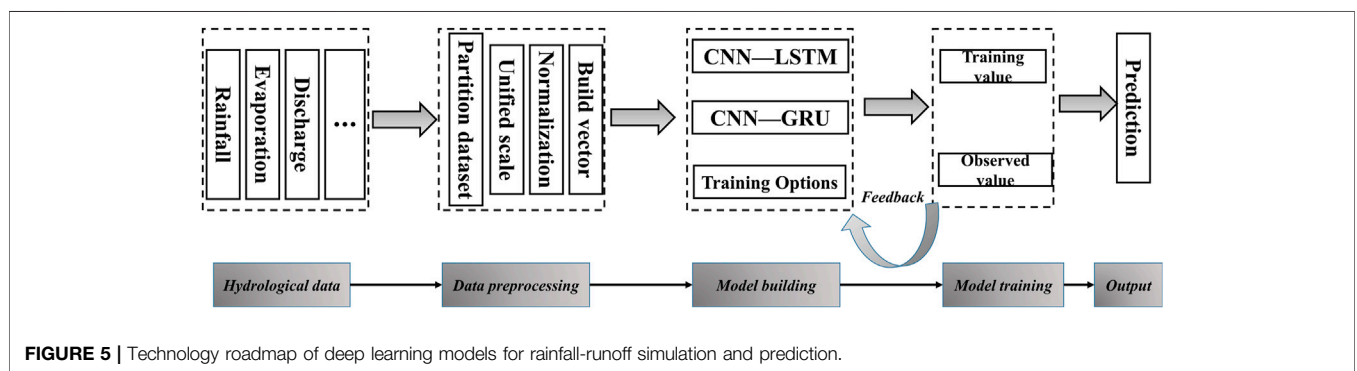 Rainfall
Evaporation
Discharge
...
Partition dataset
Unified scale
Normalization
Build vector
CNN—LSTM
CNN—GRU
Training Options
Training
value
Observed
value
Prediction
Feedback
Hydrological data
Data preprocessing
Model building
Model training
Output
FIGURE 5 | Technology roadmap of deep learning models for rainfall-runoff simulation and prediction.